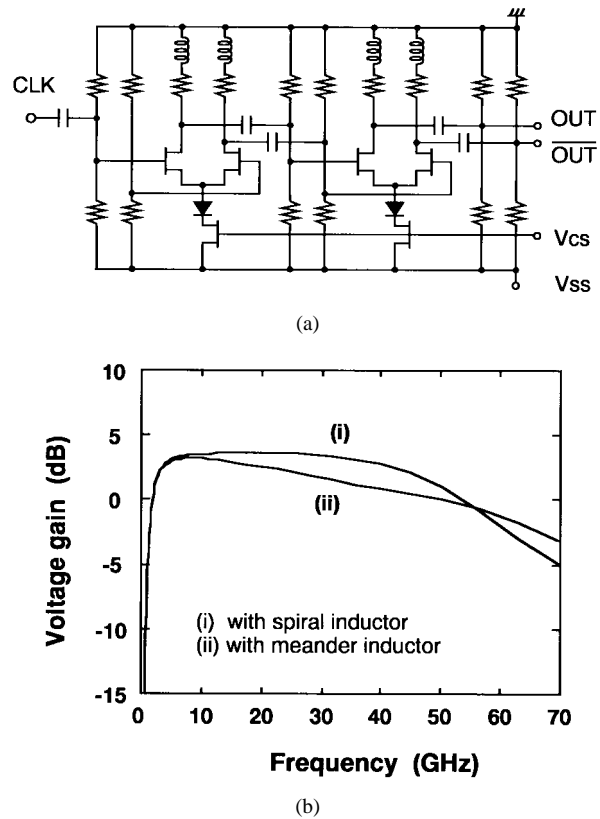 CLK
OUT
OUT
Vcs
Vss
(a)
Voltage gain (dB)
10
5
0
-5
-10
-15
(i)
(ii)
(i) with spiral inductor
(ii) with meander inductor
0 10 20 30 40 50 60 70
Frequency (GHz)
(b)